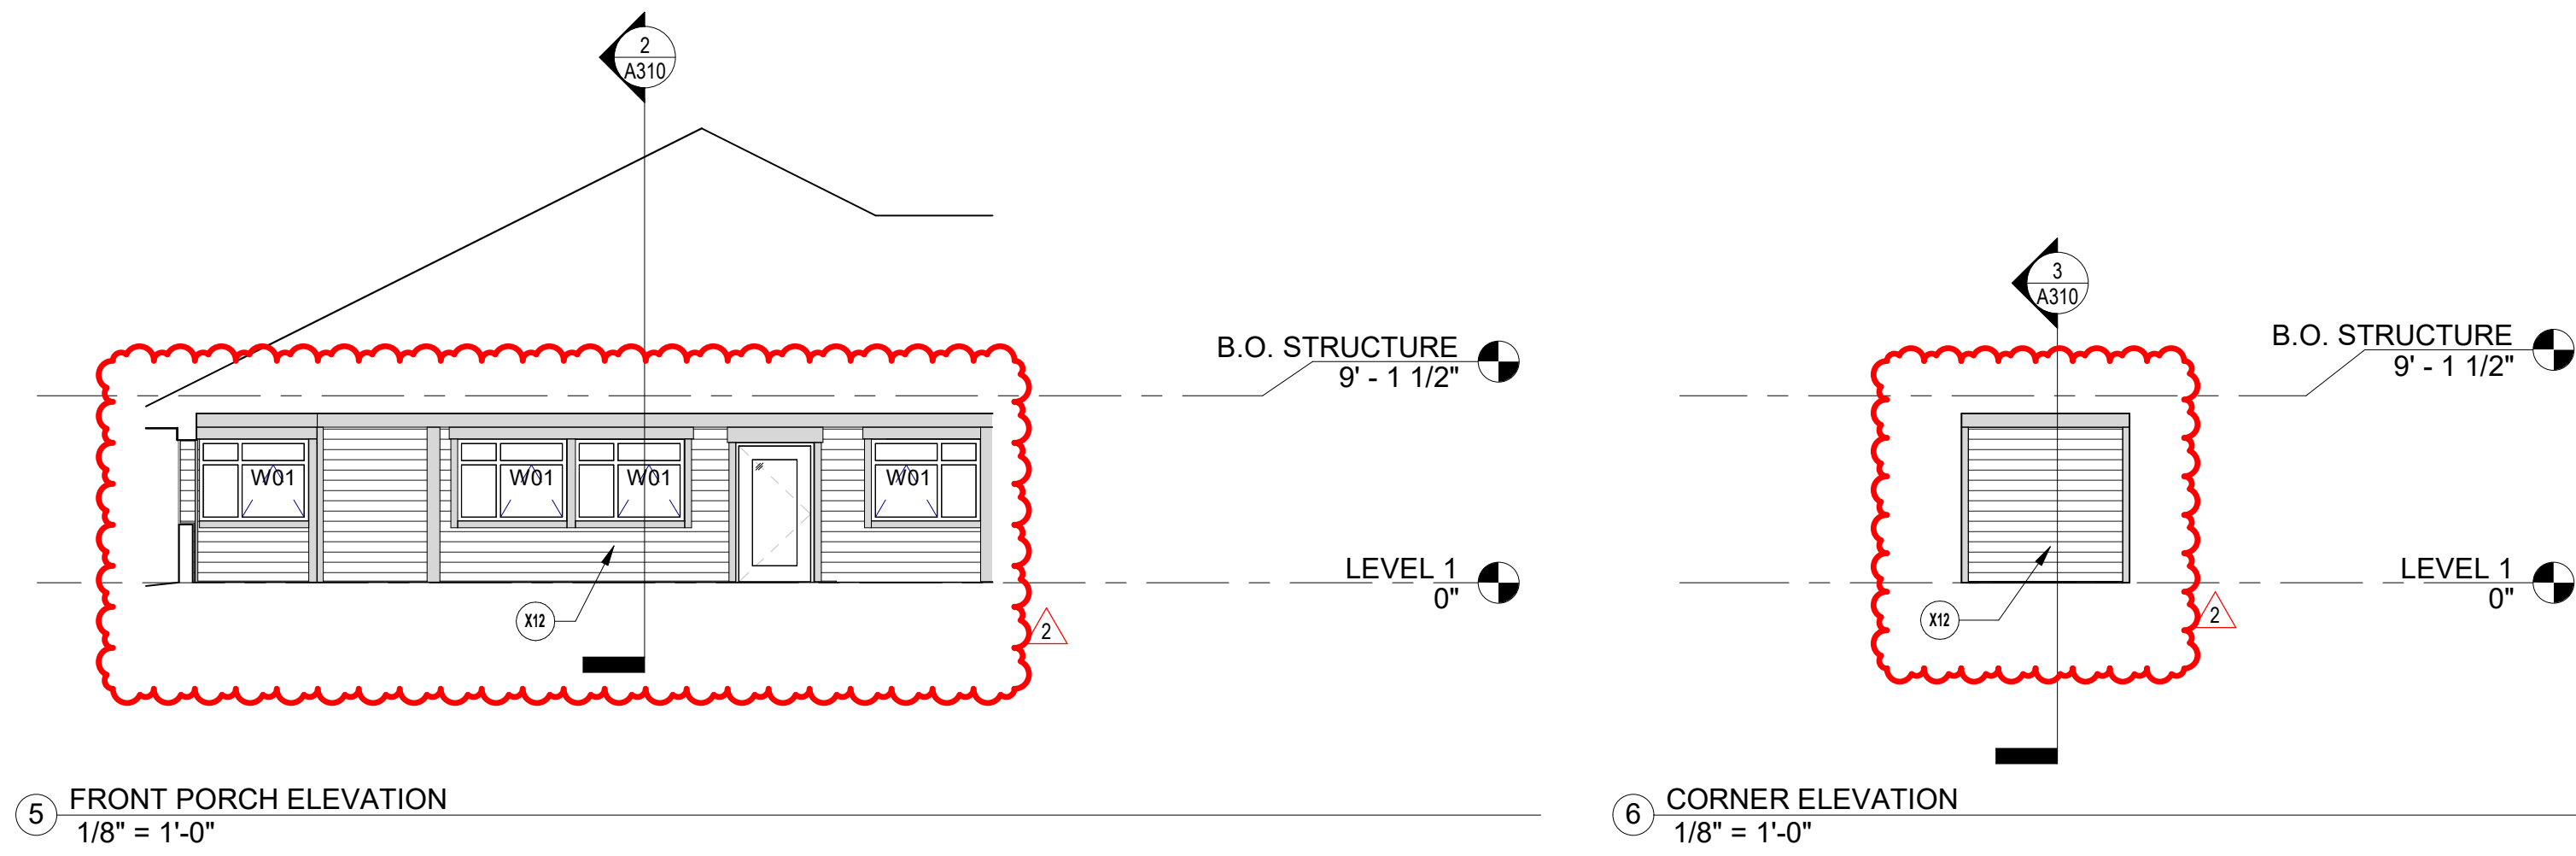 2
A310
B.O. STRUCTURE
9' - 1 1/2"
W01
W01
W01
W01
LEVEL 1
0"
X12
2
5
FRONT PORCH ELEVATION
1/8" = 1'-0"
3
A310
B.O. STRUCTURE
9' - 1 1/2"
LEVEL 1
0"
X12
2
6
CORNER ELEVATION
1/8" = 1'-0"